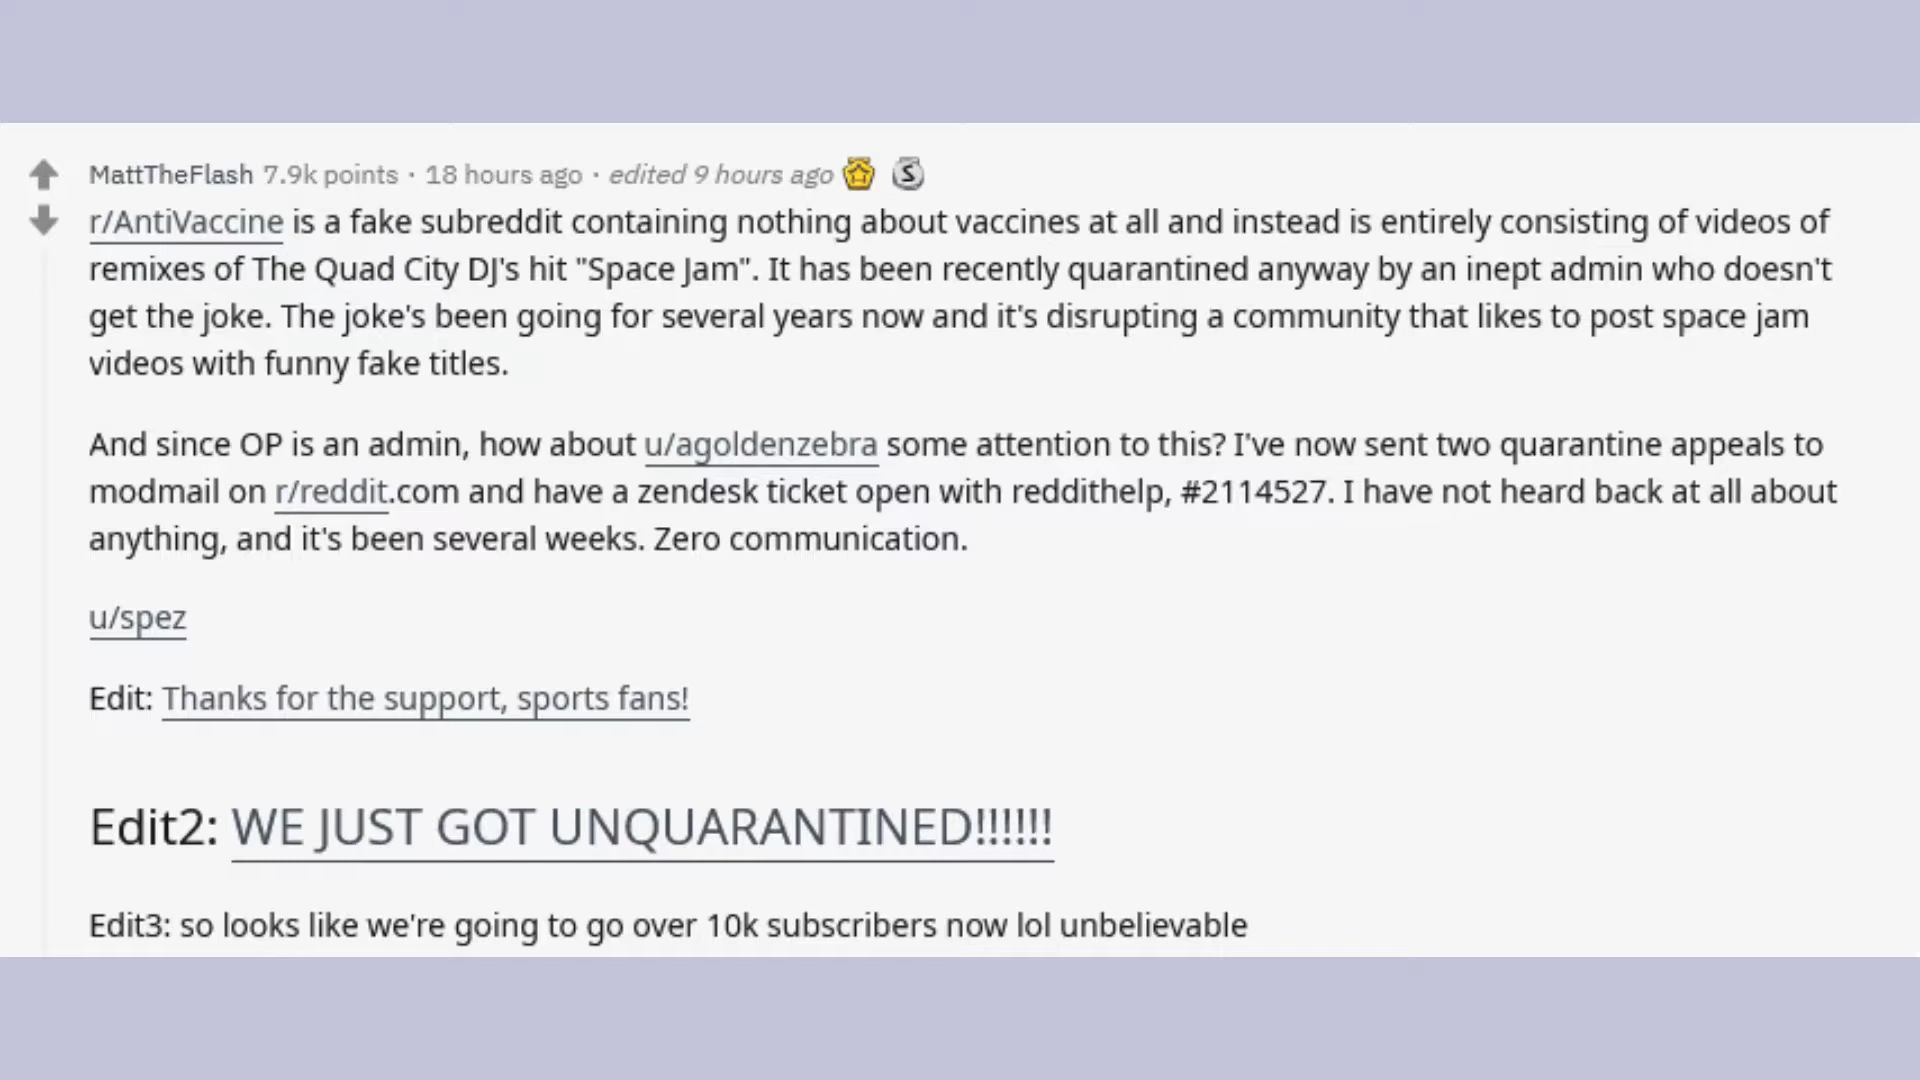 MattTheFlash 7.9k points · 18 hours ago · edited 9 hours ago S
r/AntiVaccine is a fake subreddit containing nothing about vaccines at all and instead is entirely consisting of videos of
remixes of The Quad City DJ's hit "Space Jam". It has been recently quarantined anyway by an inept admin who doesn't
get the joke. The joke's been going for several years now and it's disrupting a community that likes to post space jam
videos with funny fake titles.
And since OP is an admin, how about u/agoldenzebra some attention to this? I've now sent two quarantine appeals to
modmail on r/reddit.com and have a zendesk ticket open with reddithelp, #2114527. I have not heard back at all about
anything, and it's been several weeks. Zero communication.
u/spez
Edit: Thanks for the support, sports fans!
Edit2: WE JUST GOT UNQUARANTINED!!!!!!
Edit3: so looks like we're going to go over 10k subscribers now lol unbelievable